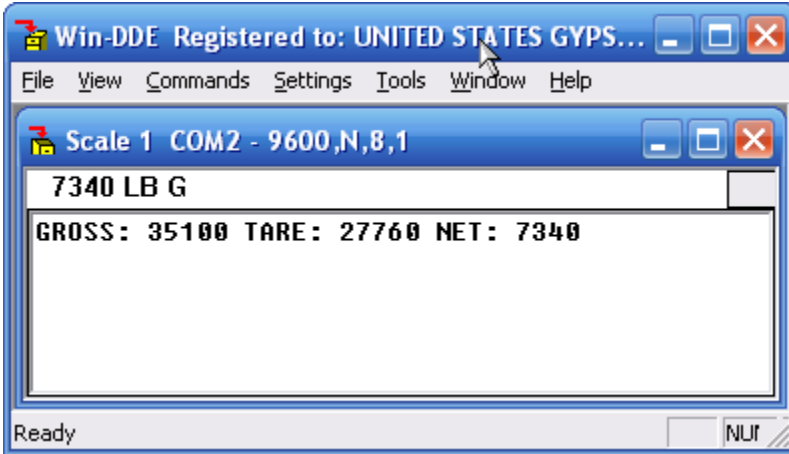 Win-DDE Registered to: UNITED STATES GYPS...
File View Commands Settings Tools Window Help
Scale 1 COM2 - 9600,N,8,1
7340 LB G
GROSS: 35100 TARE: 27760 NET: 7340
Ready